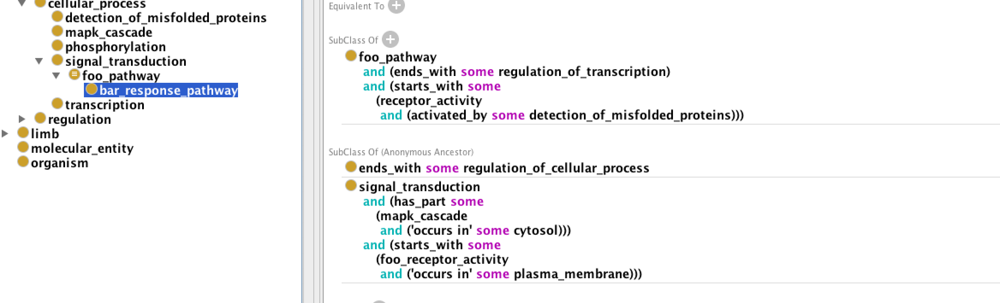 cellular_process
detection_of_misfolded_proteins
mapk_cascade
phosphorylation
signal_transduction
foo_pathway
bar_response_pathway
transcription
regulation
limb
molecular_entity
organism
Equivalent To
SubClass Of
foo_pathway
and (ends_with some regulation_of_transcription)
and (starts_with some
(receptor_activity
and (activated_by some detection_of_misfolded_proteins)))
SubClass Of (Anonymous Ancestor)
ends_with some regulation_of_cellular_process
signal_transduction
and (has_part some
(mapk_cascade
and ('occurs in' some cytosol)))
and (starts_with some
(foo_receptor_activity
and ('occurs in' some plasma_membrane)))